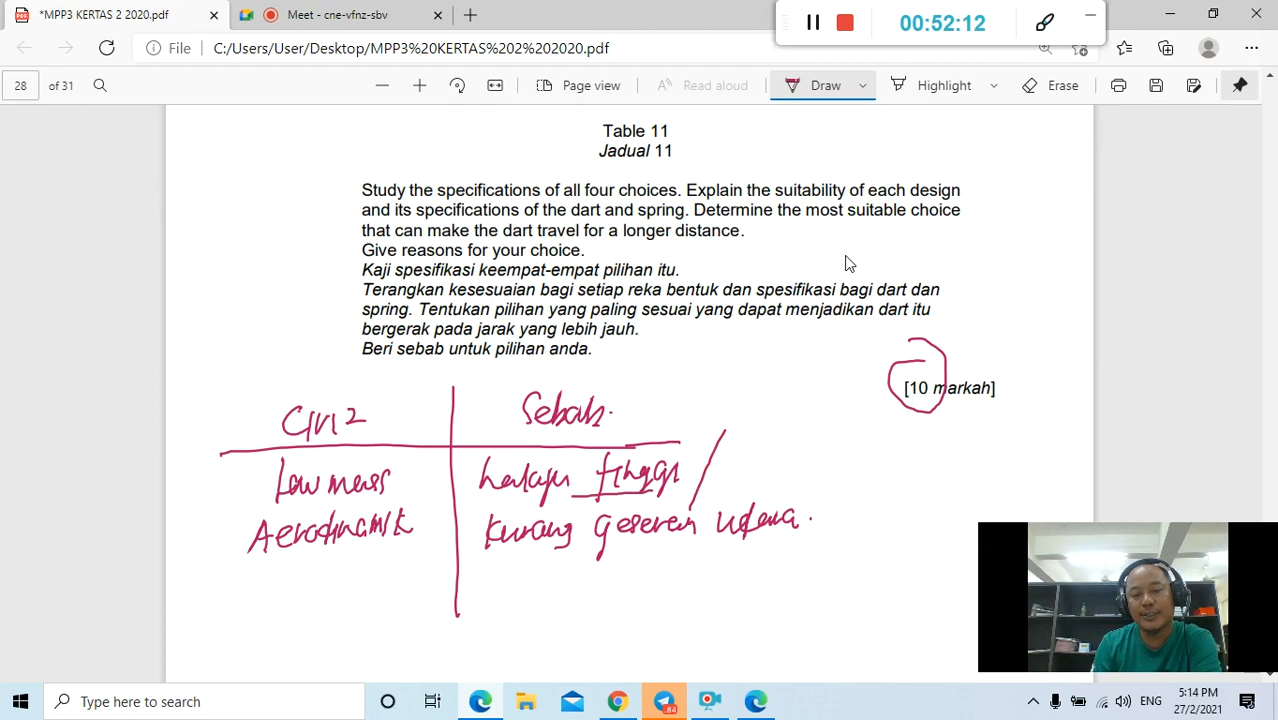 *MPP3 KERTAS 2 2020.pdf
Meet - cne-vfnz-sbv
00:52:12
File C:/Users/User/Desktop/MPP3%20KERTAS%202%202020.pdf
28 of 31 Page view Read aloud Draw Highlight Erase
Table 11
Jadual 11
Study the specifications of all four choices. Explain the suitability of each design
and its specifications of the dart and spring. Determine the most suitable choice
that can make the dart travel for a longer distance.
Give reasons for your choice.
Kaji spesifikasi keempat-empat pilihan itu.
Terangkan kesesuaian bagi setiap reka bentuk dan spesifikasi bagi dart dan
spring. Tentukan pilihan yang paling sesuai yang dapat menjadikan dart itu
bergerak pada jarak yang lebih jauh.
Beri sebab untuk pilihan anda.
[10 markah]
Ciri2 Sebab.
Low mass halaju tinggi /
Aerodinamik kurang geseran udara.
Type here to search
84
ENG
5:14 PM
27/2/2021